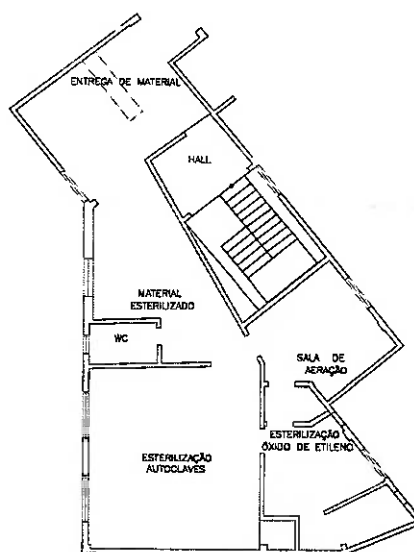 ENTREGA DE MATERIAL
HALL
MATERIAL
ESTERILIZADO
WC
SALA DE
AERAÇÃO
ESTERILIZAÇÃO
ÓXIDO DE ETILENO
ESTERILIZAÇÃO
AUTOCLAVES